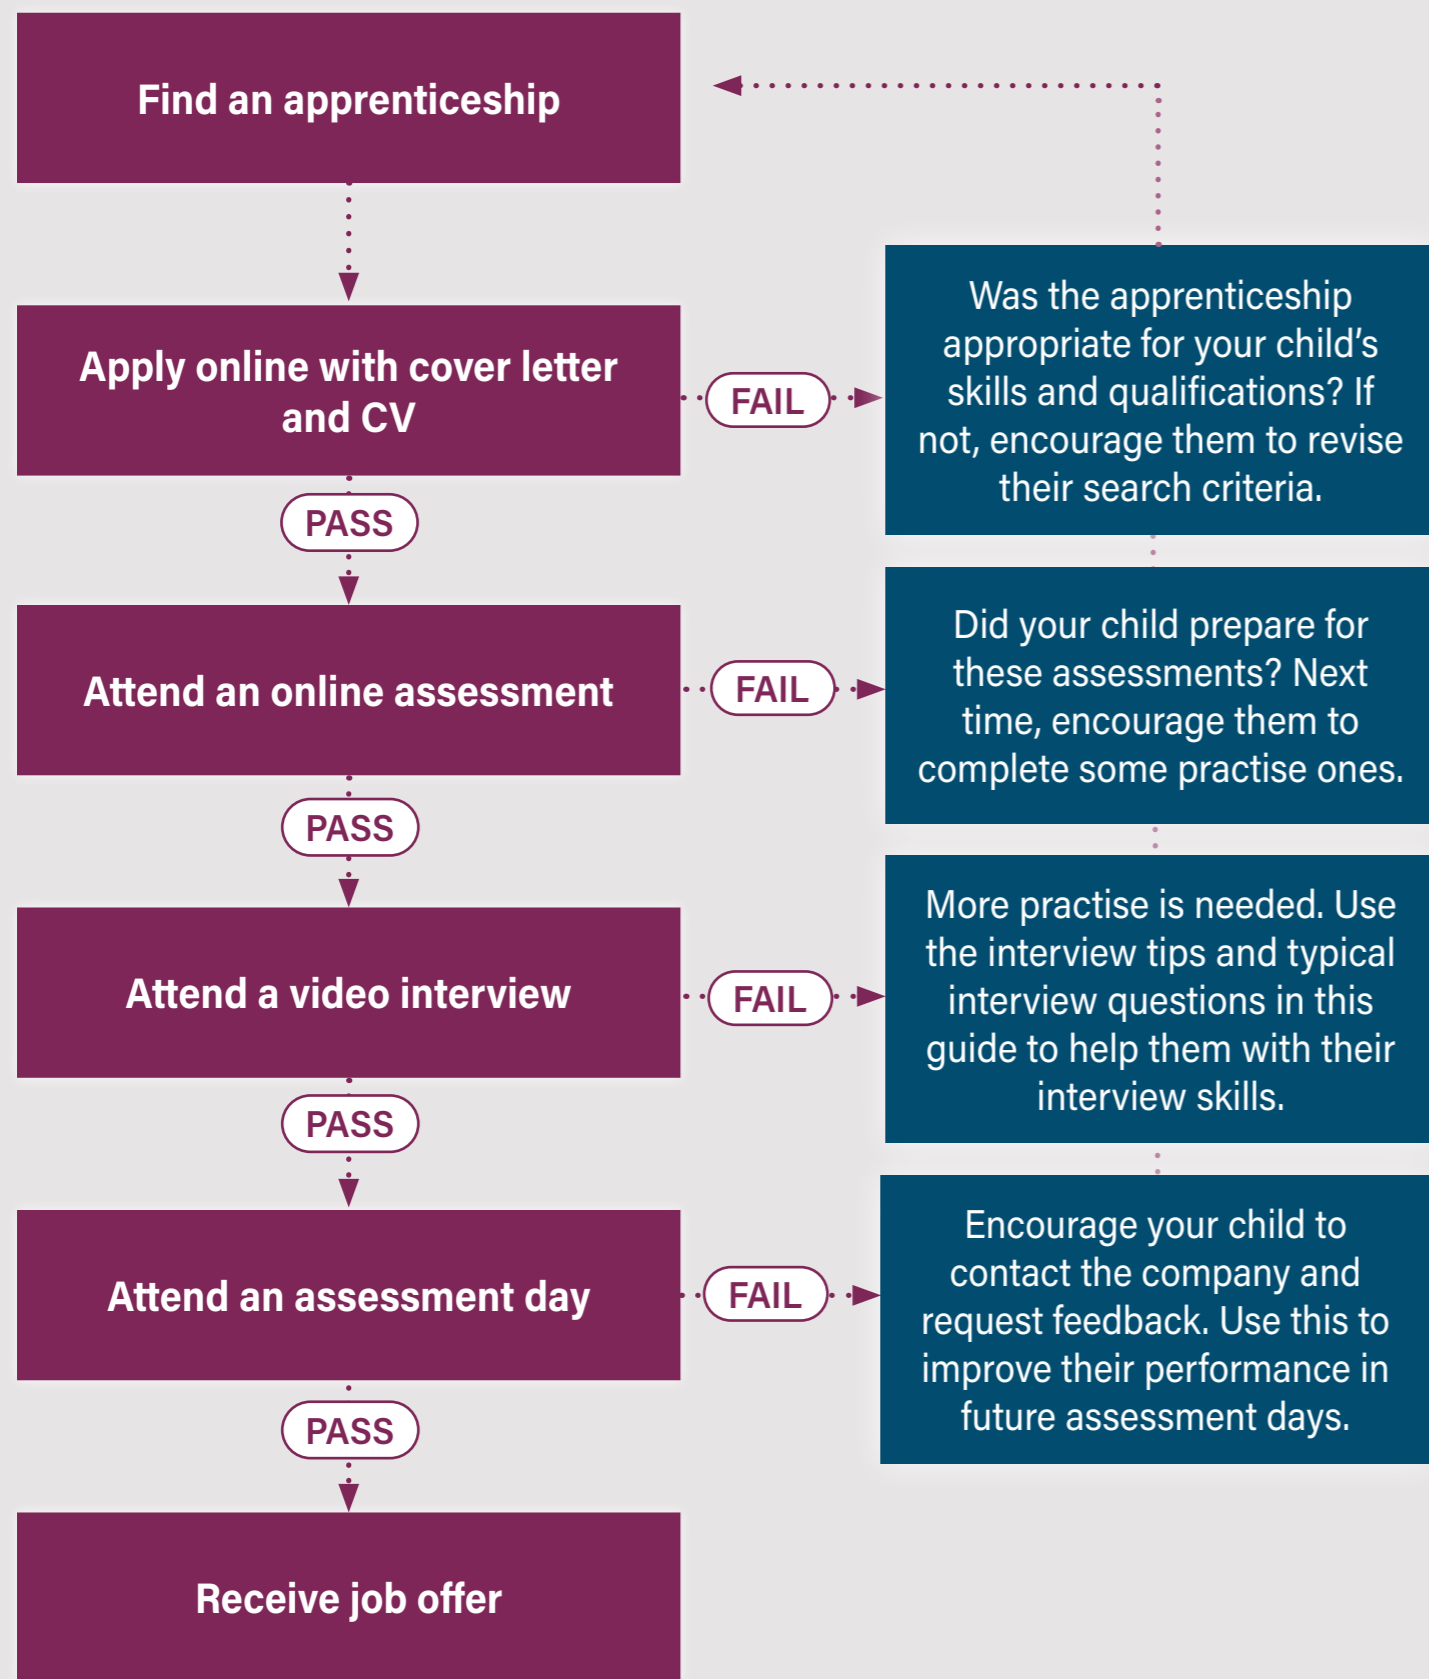 Find an apprenticeship
Apply online with cover letter
and CV
FAIL
Was the apprenticeship
appropriate for your child's
skills and qualifications? If
not, encourage them to revise
their search criteria.
PASS
Attend an online assessment
FAIL
Did your child prepare for
these assessments? Next
time, encourage them to
complete some practise ones.
PASS
Attend a video interview
FAIL
More practise is needed. Use
the interview tips and typical
interview questions in this
guide to help them with their
interview skills.
PASS
Attend an assessment day
FAIL
Encourage your child to
contact the company and
request feedback. Use this to
improve their performance in
future assessment days.
PASS
Receive job offer